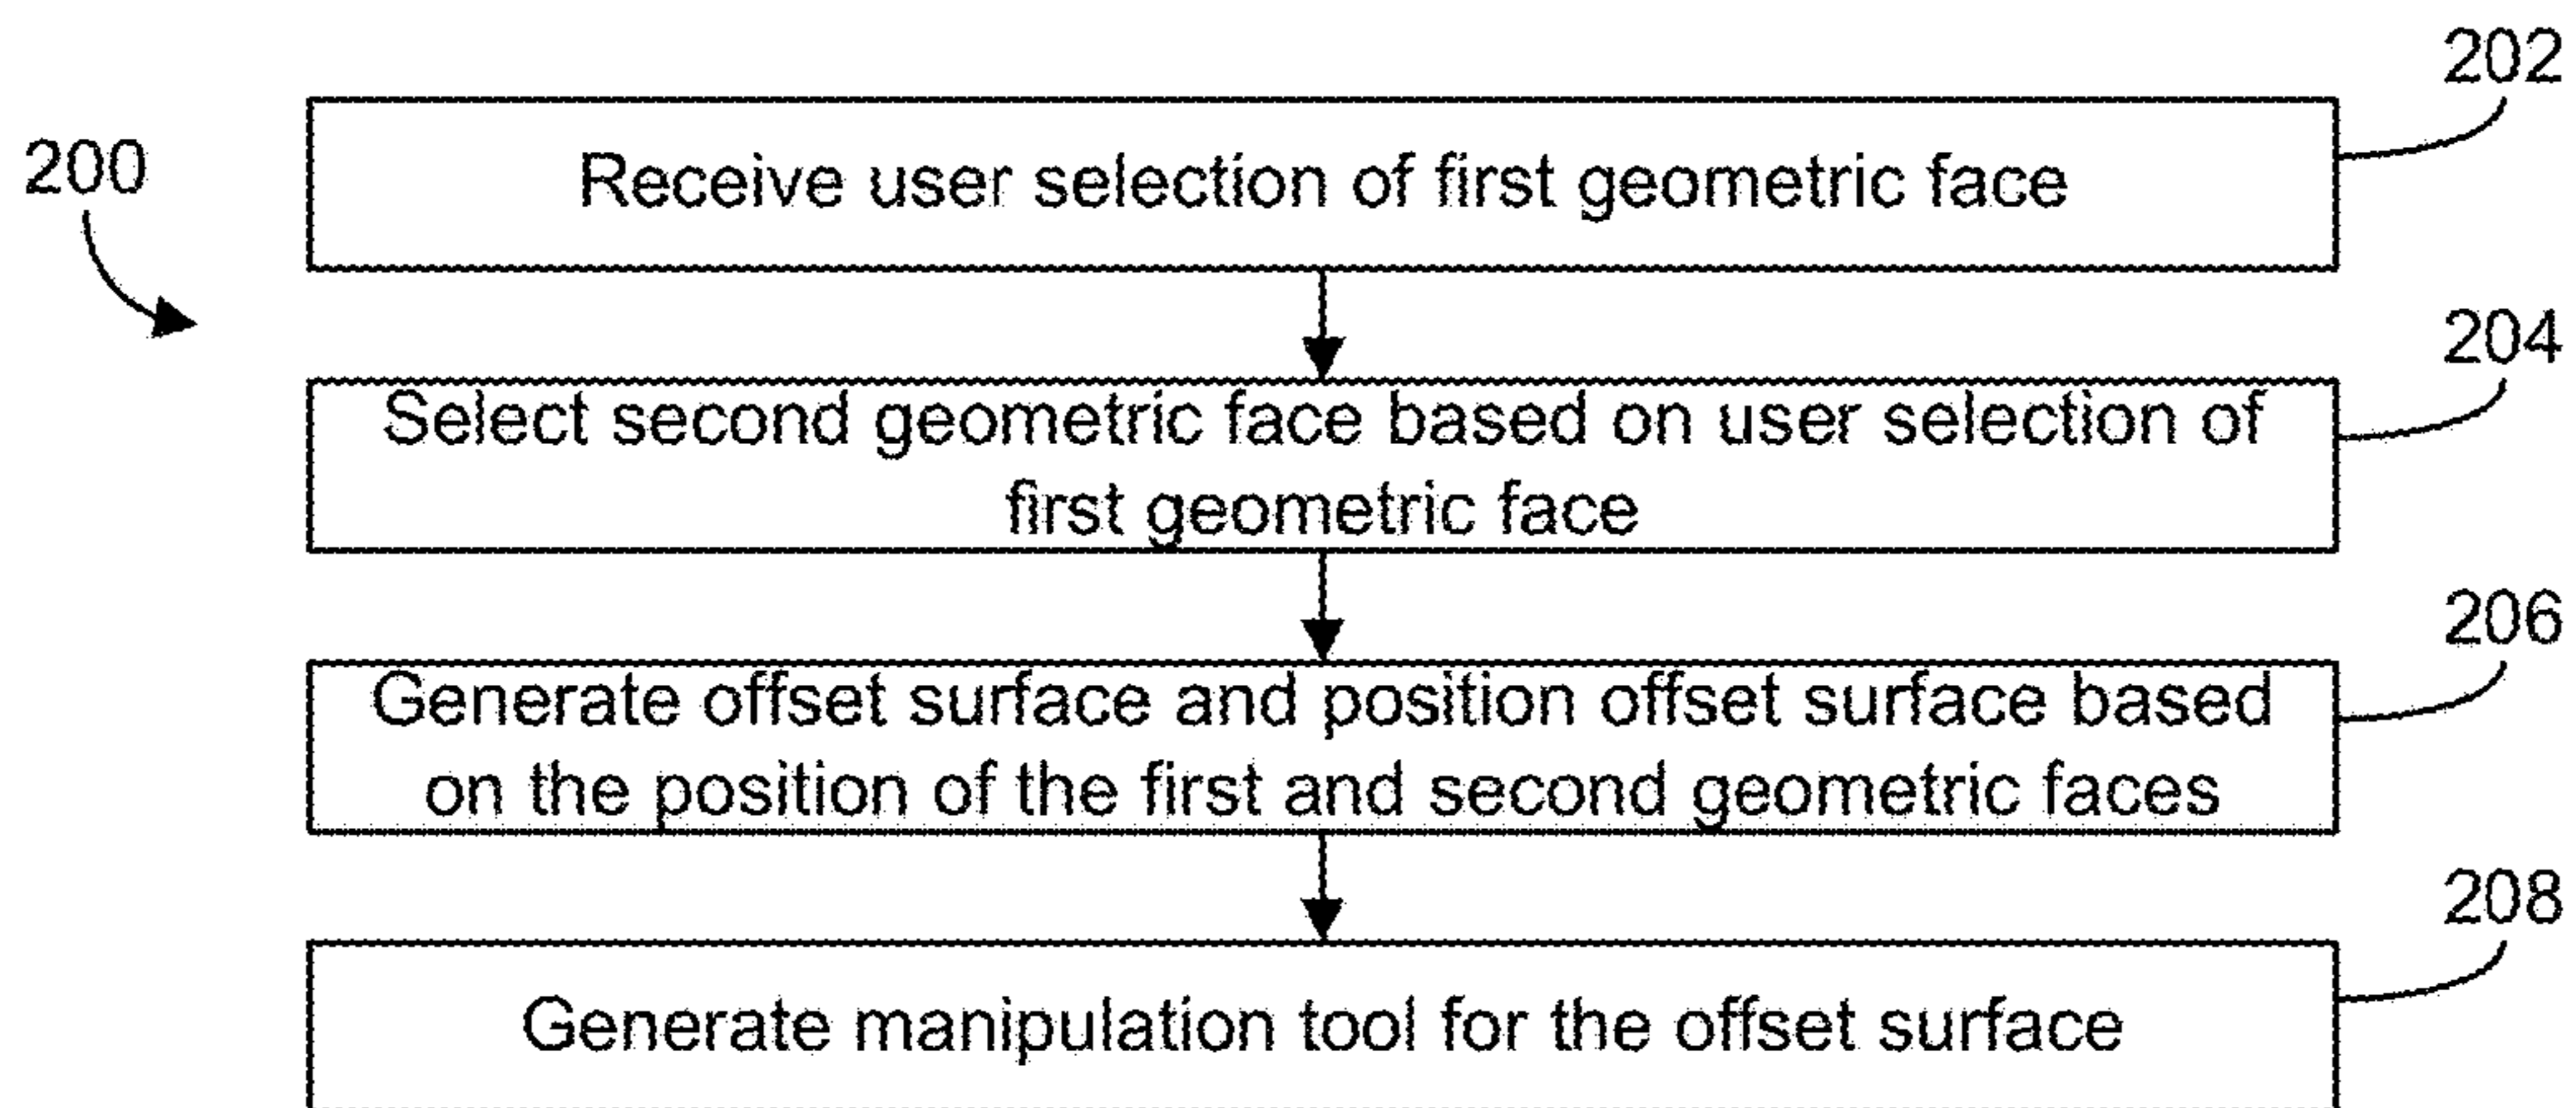 202
200
Receive user selection of first geometric face
204
Select second geometric face based on user selection of
first geometric face
206
Generate offset surface and position offset surface based
on the position of the first and second geometric faces
208
Generate manipulation tool for the offset surface